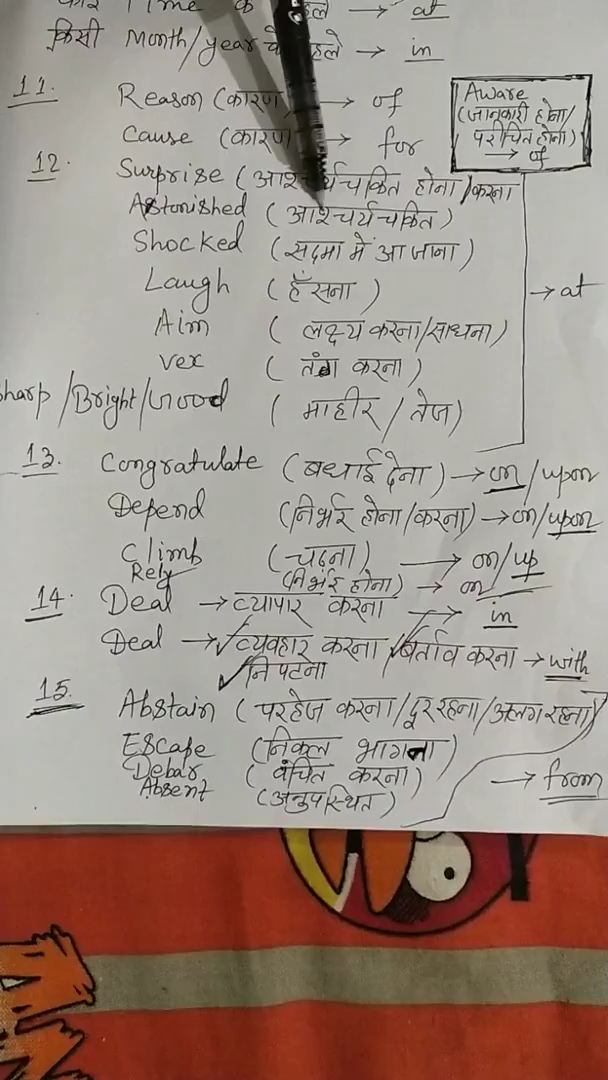 Time के पहले → at
किसी Month/year के पहले → in
11. Reason (कारण) → of
Cause (कारण → for
Aware
(जानकारी होना/
परीचित होना)
→ of
12. Surprise (आश्चर्यचकित होना/करना
Astonished (आश्चर्यचकित)
Shocked (सदमा में आ जाना)
Laugh (हँसना)
→ at
Aim (लक्ष्य करना/साधना)
vex (तंग करना)
sharp/Bright/Good (माहीर/तेज)
13. Congratulate (बधाई देना) → on/upon
Depend (निर्भर होना/करना) → on/upon
Climb (चढना) → on/up
Rely (निर्भर होना) → on
14. Deal → व्यापार करना → in
Deal → व्यवहार करना/बर्ताव करना → with
निपटना
15. Abstain (परहेज करना/दूर रहना/अलग रहना)
Escape (निकल भागना)
Debar (वंचित करना) → from
Absent (अनुपस्थित)